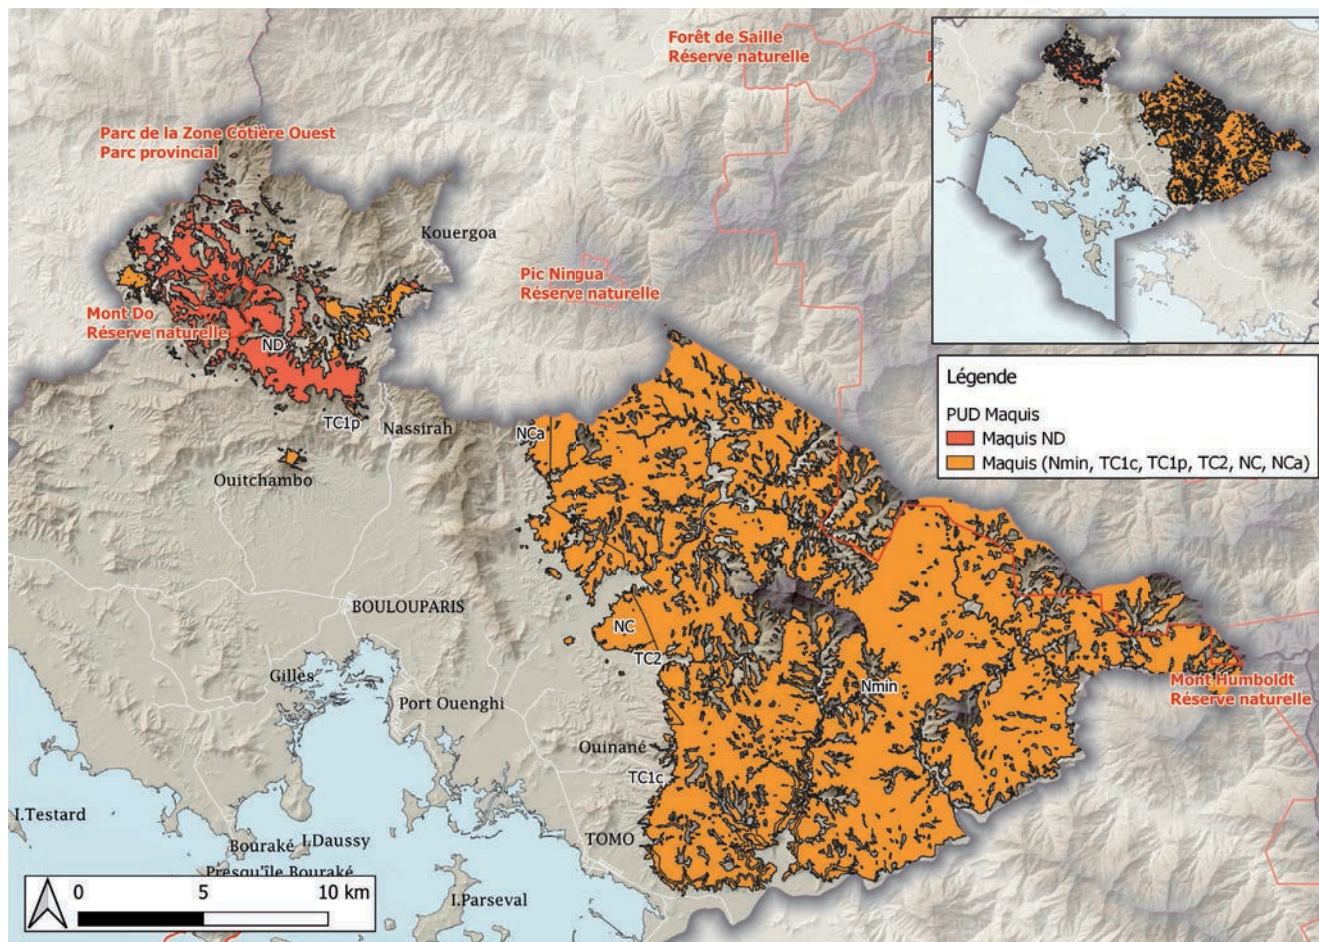 Forêt de Saille
Réserve naturelle
Parc de la Zone Côtière Ouest
Parc provincial
Kouergoa
Pic Ningua
Réserve naturelle
Mont Do
Réserve naturelle
ND
TC1p
Nassirah
NCa
Ouitchambo
Légende
PUD Maquis
Maquis ND
Maquis (Nmin, TC1c, TC1p, TC2, NC, NCa)
BOULOUPARIS
NC
TC2
Gilles
Nmin
Port Ouenghi
Mont Humboldt
Réserve naturelle
Ouinané
TC1c
I.Testard
TOMO
Bouraké
I.Daussy
Presqu'île Bouraké
I.Parseval
0 5 10 km